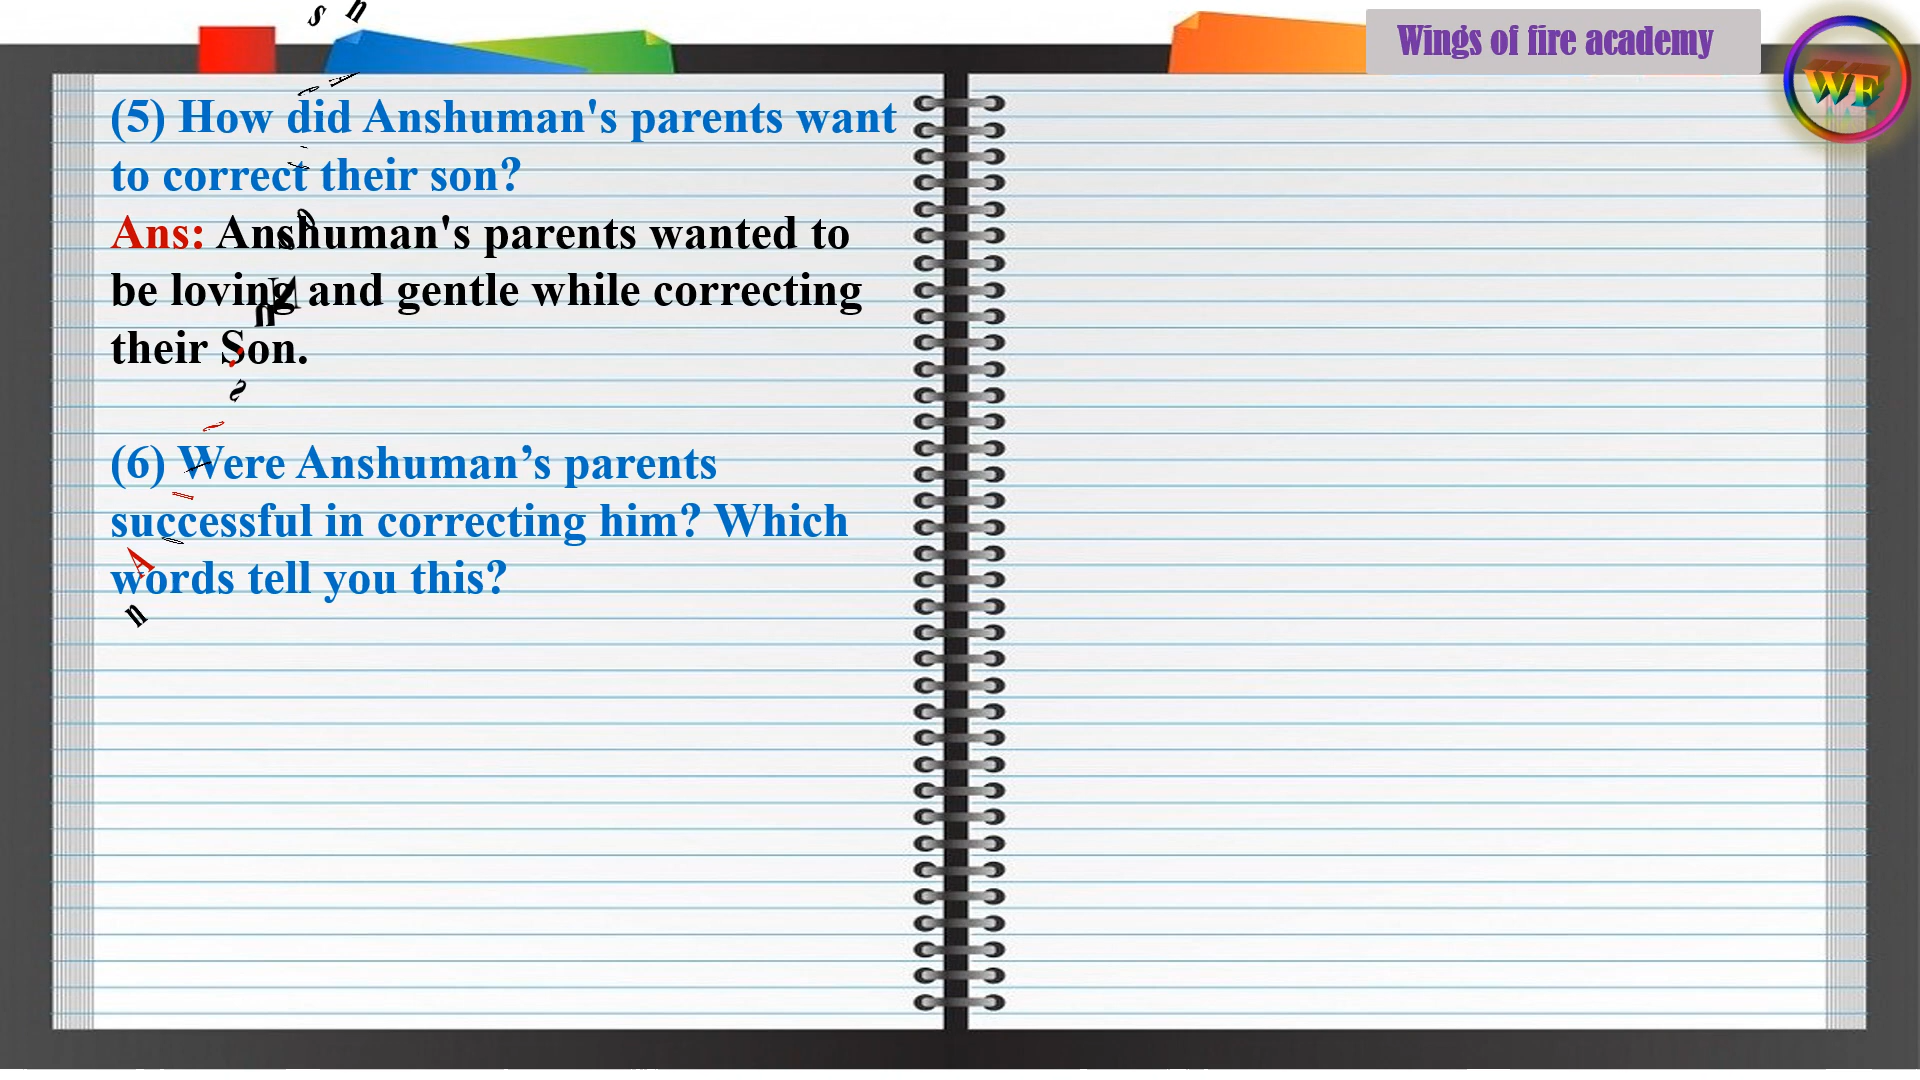 Wings of fire academy
WE
(5) How did Anshuman's parents want
to correct their son?
Ans: Anshuman's parents wanted to
be loving and gentle while correcting
their Son.
(6) Were Anshuman’s parents
successful in correcting him? Which
words tell you this?